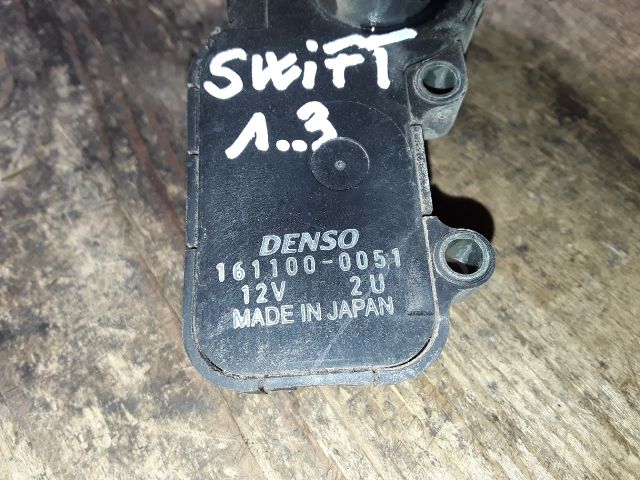 SWiFT
1..3
DENSO
161100-0051
12V 2U
MADE IN JAPAN